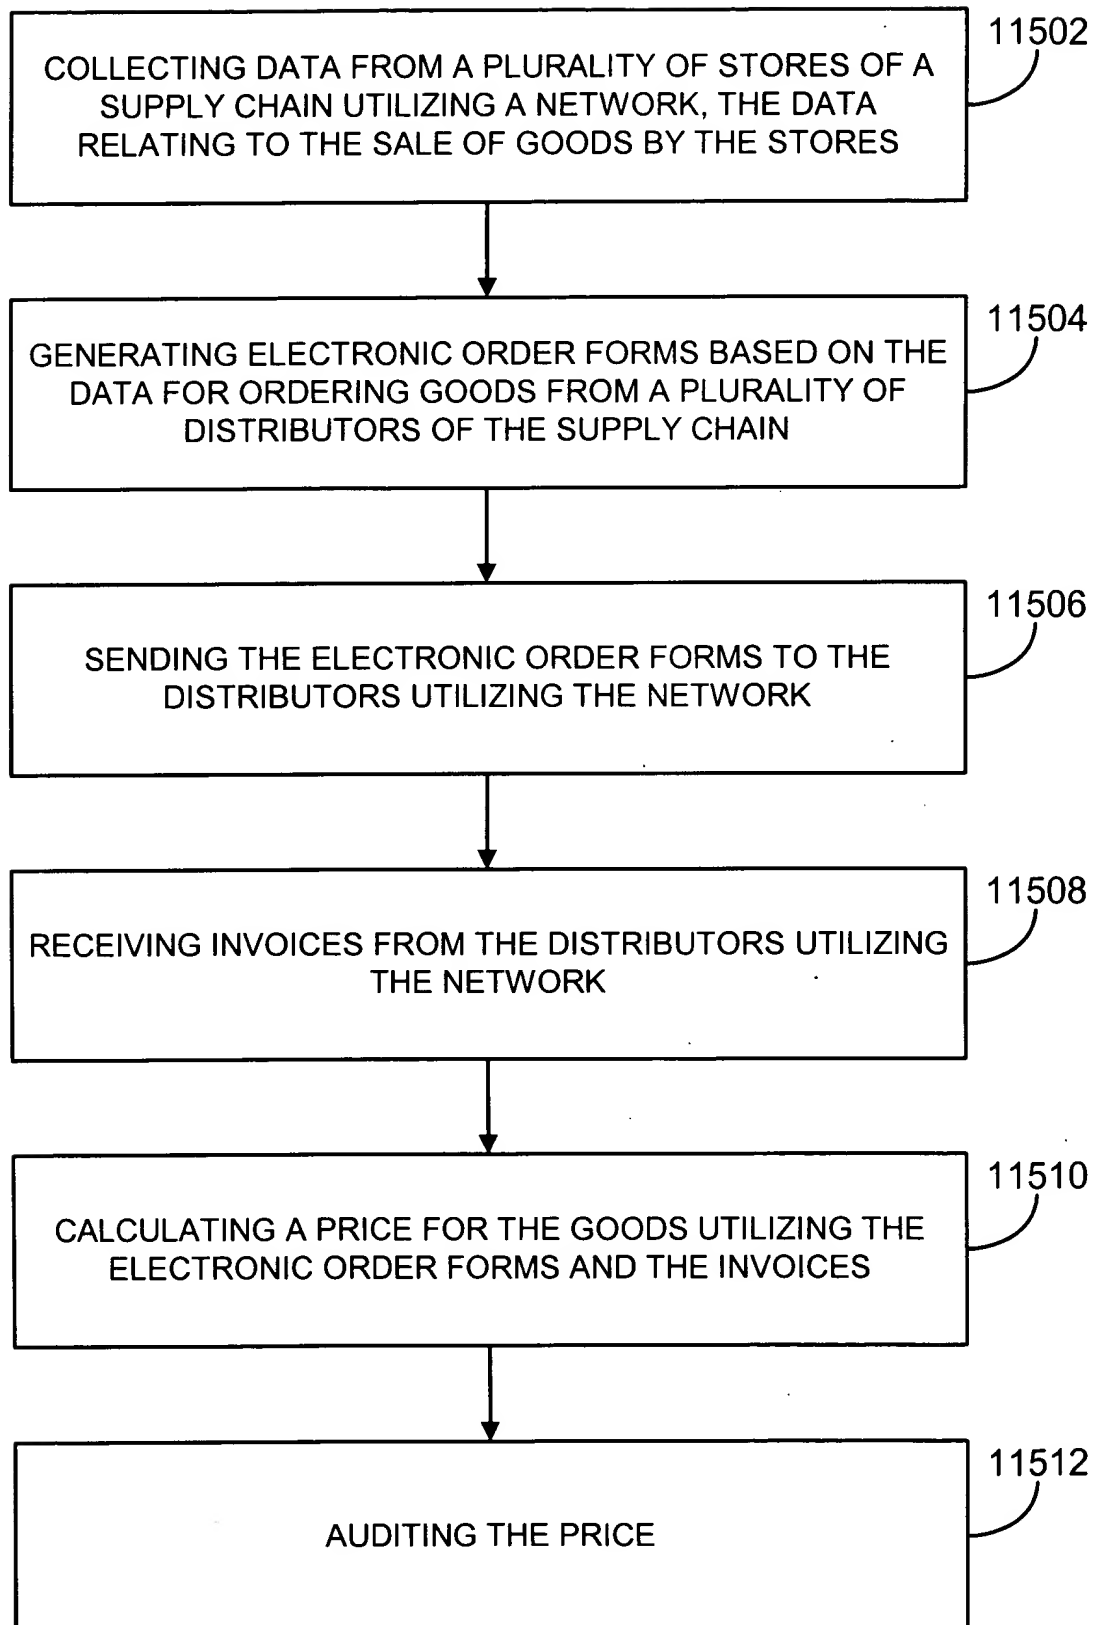 11502
COLLECTING DATA FROM A PLURALITY OF STORES OF A
SUPPLY CHAIN UTILIZING A NETWORK, THE DATA
RELATING TO THE SALE OF GOODS BY THE STORES
11504
GENERATING ELECTRONIC ORDER FORMS BASED ON THE
DATA FOR ORDERING GOODS FROM A PLURALITY OF
DISTRIBUTORS OF THE SUPPLY CHAIN
11506
SENDING THE ELECTRONIC ORDER FORMS TO THE
DISTRIBUTORS UTILIZING THE NETWORK
11508
RECEIVING INVOICES FROM THE DISTRIBUTORS UTILIZING
THE NETWORK
11510
CALCULATING A PRICE FOR THE GOODS UTILIZING THE
ELECTRONIC ORDER FORMS AND THE INVOICES
11512
AUDITING THE PRICE